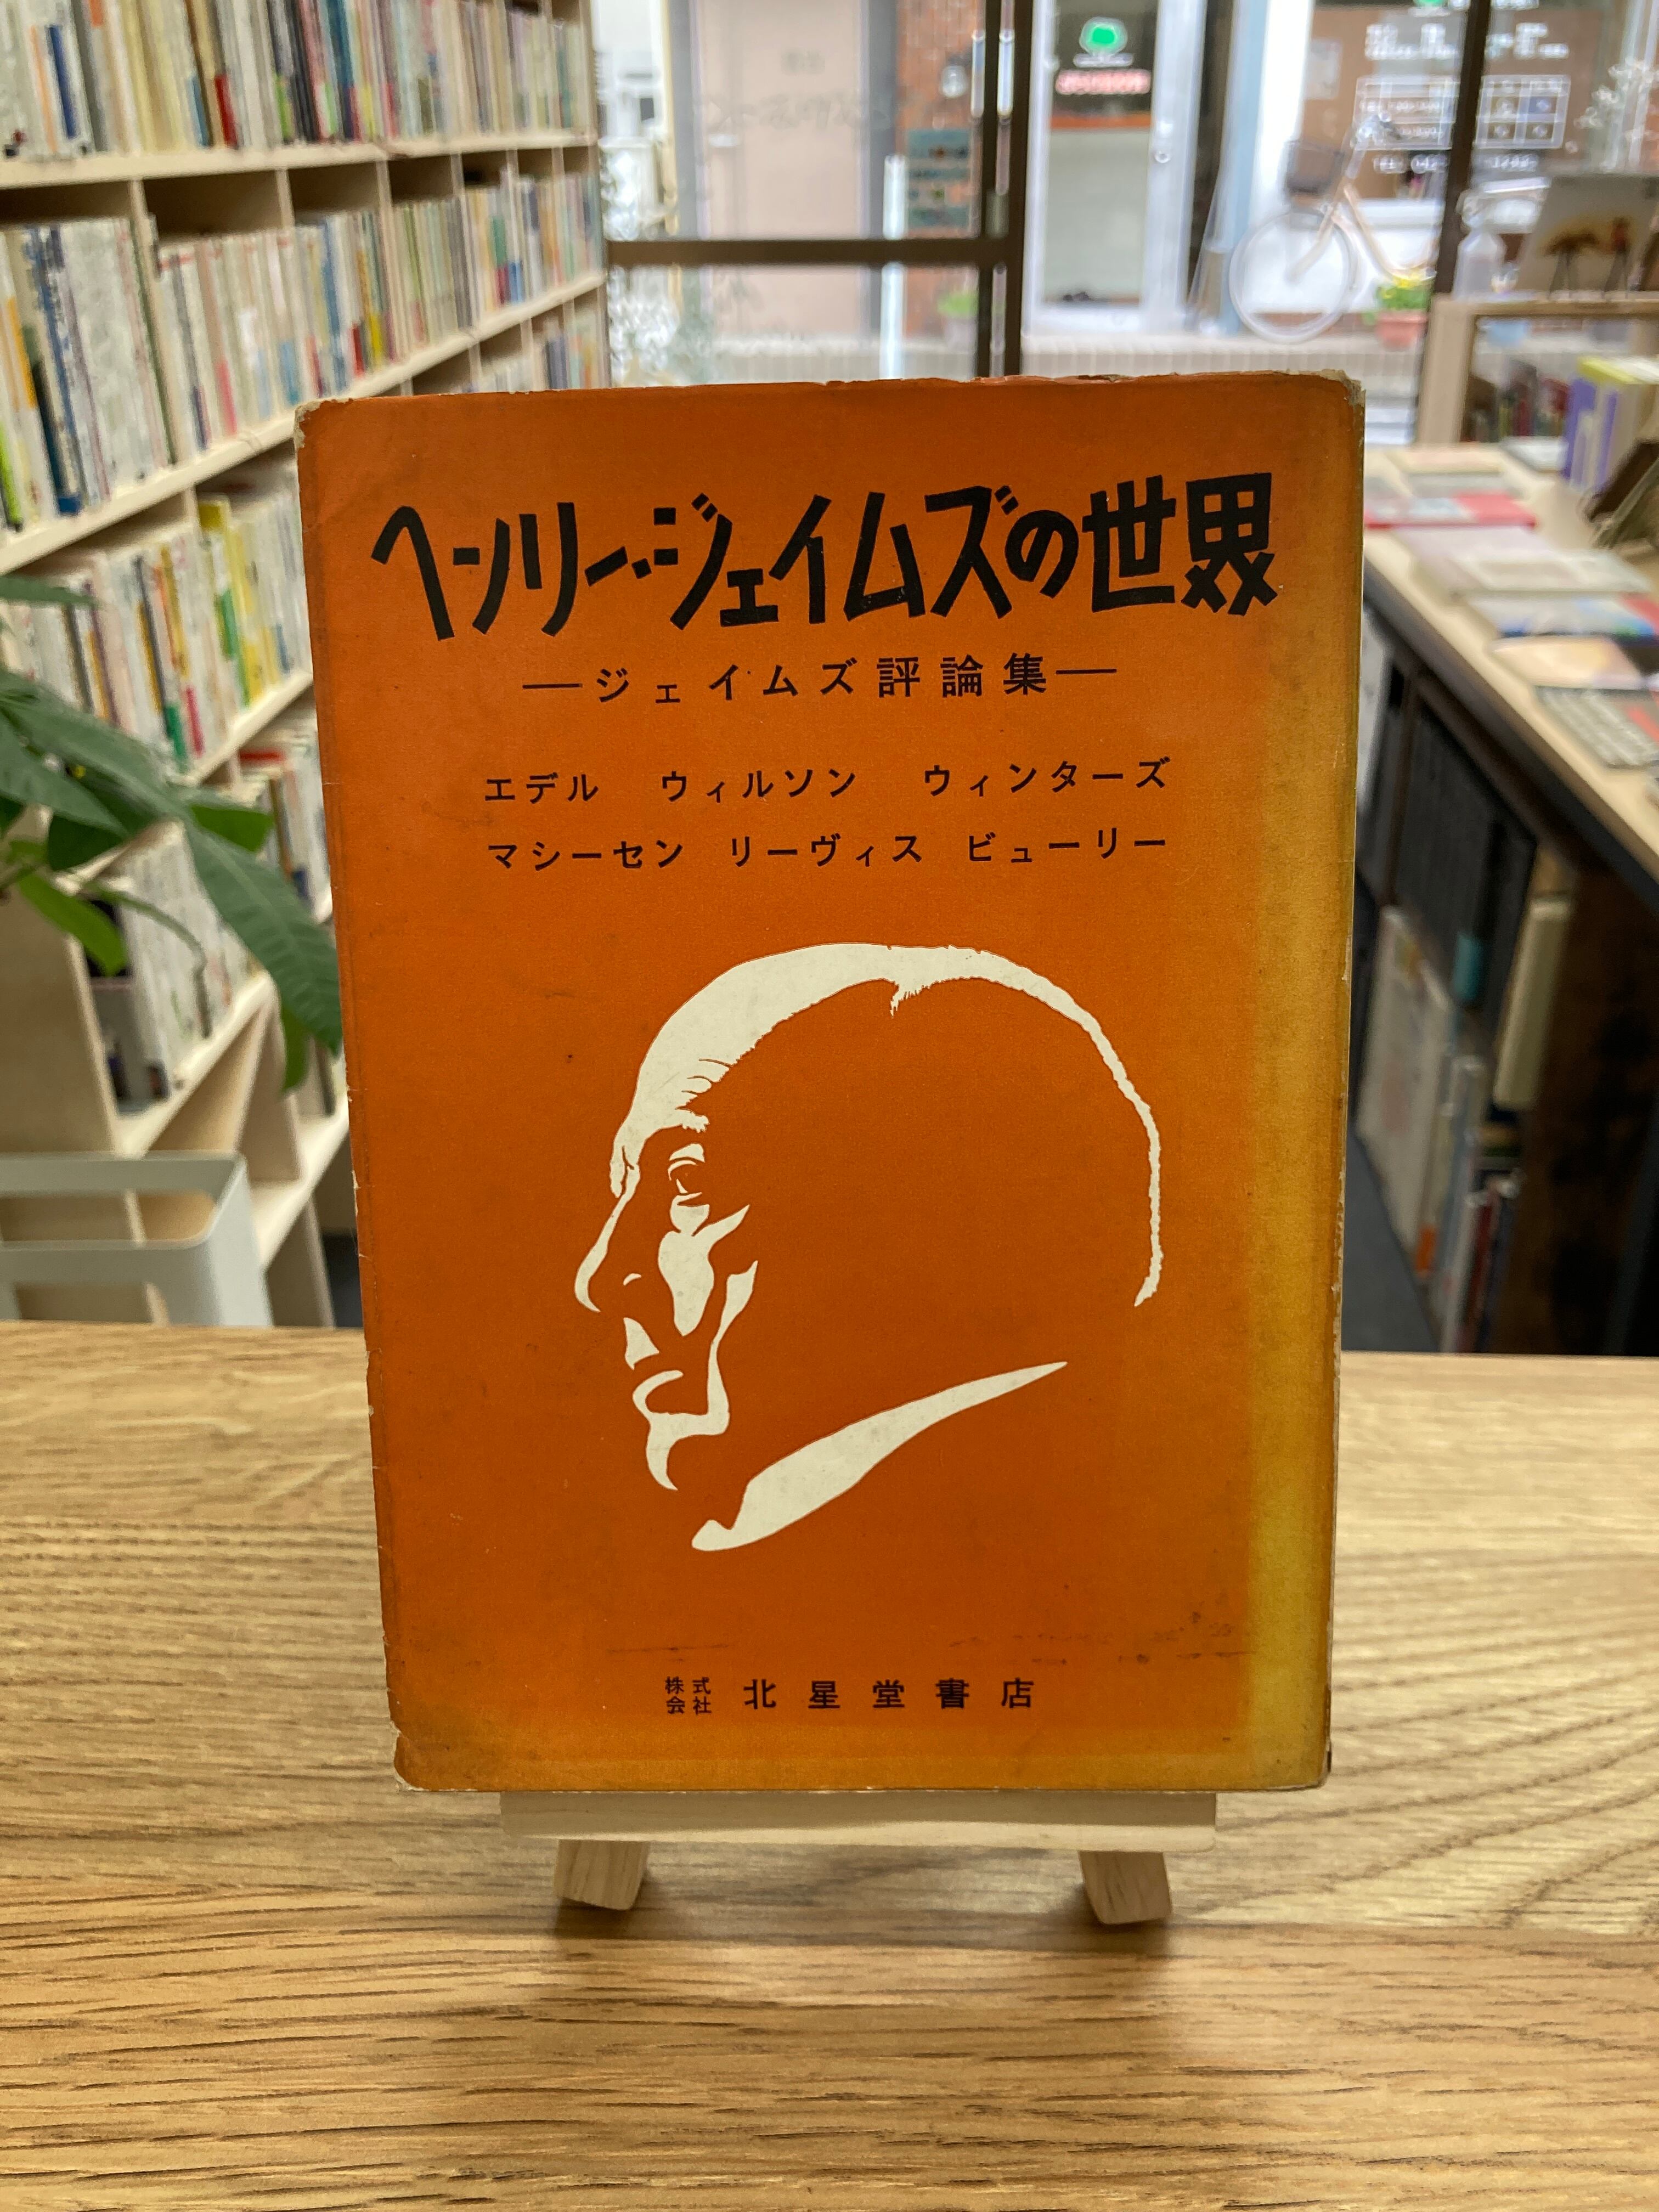 ヘンリー・ジェイムズの世界
―ジェイムズ評論集―
エデル ウィルソン ウィンターズ
マシーセン リーヴィス ビューリー
株式会社 北星堂書店